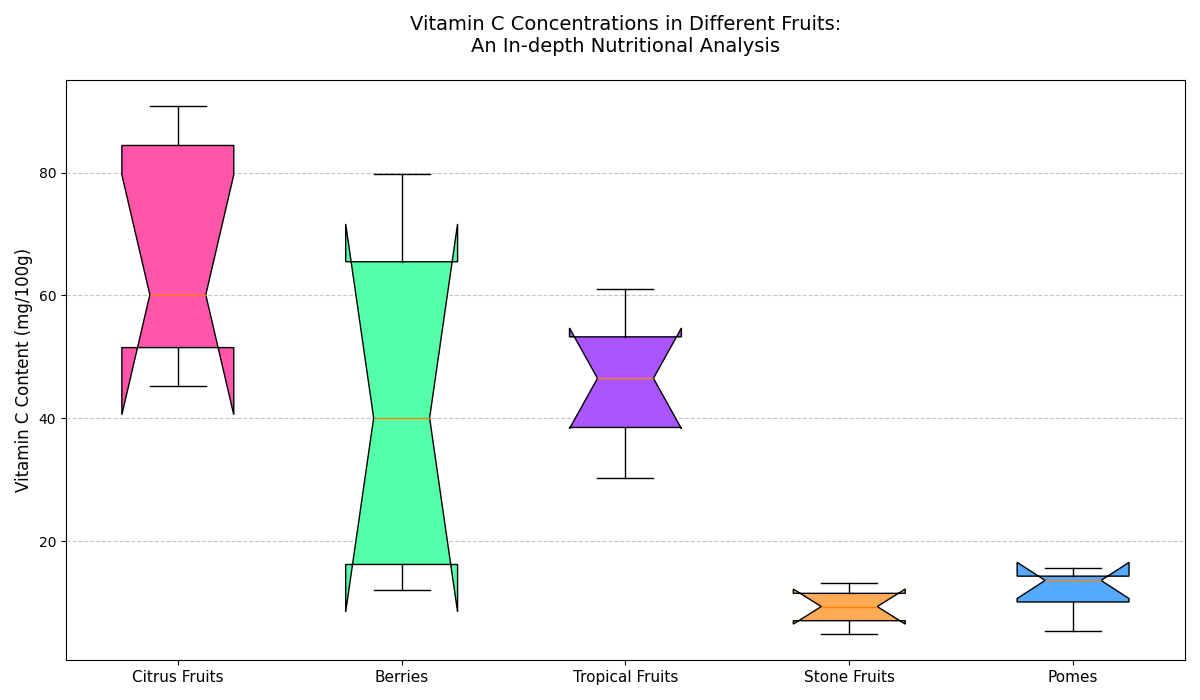 Vitamin C Concentrations in Different Fruits:
An In-depth Nutritional Analysis
Vitamin C Content (mg/100g)
80
60
40
20
Citrus Fruits
Berries
Tropical Fruits
Stone Fruits
Pomes